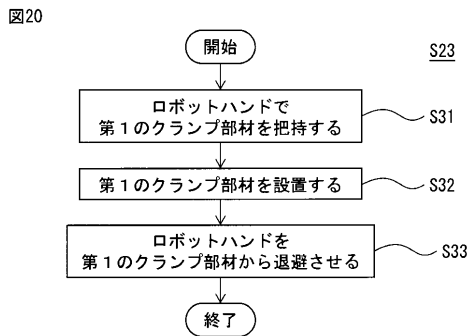 図20
開始
S23
ロボットハンドで
第1のクランプ部材を把持する
S31
第1のクランプ部材を設置する
S32
ロボットハンドを
第1のクランプ部材から退避させる
S33
終了